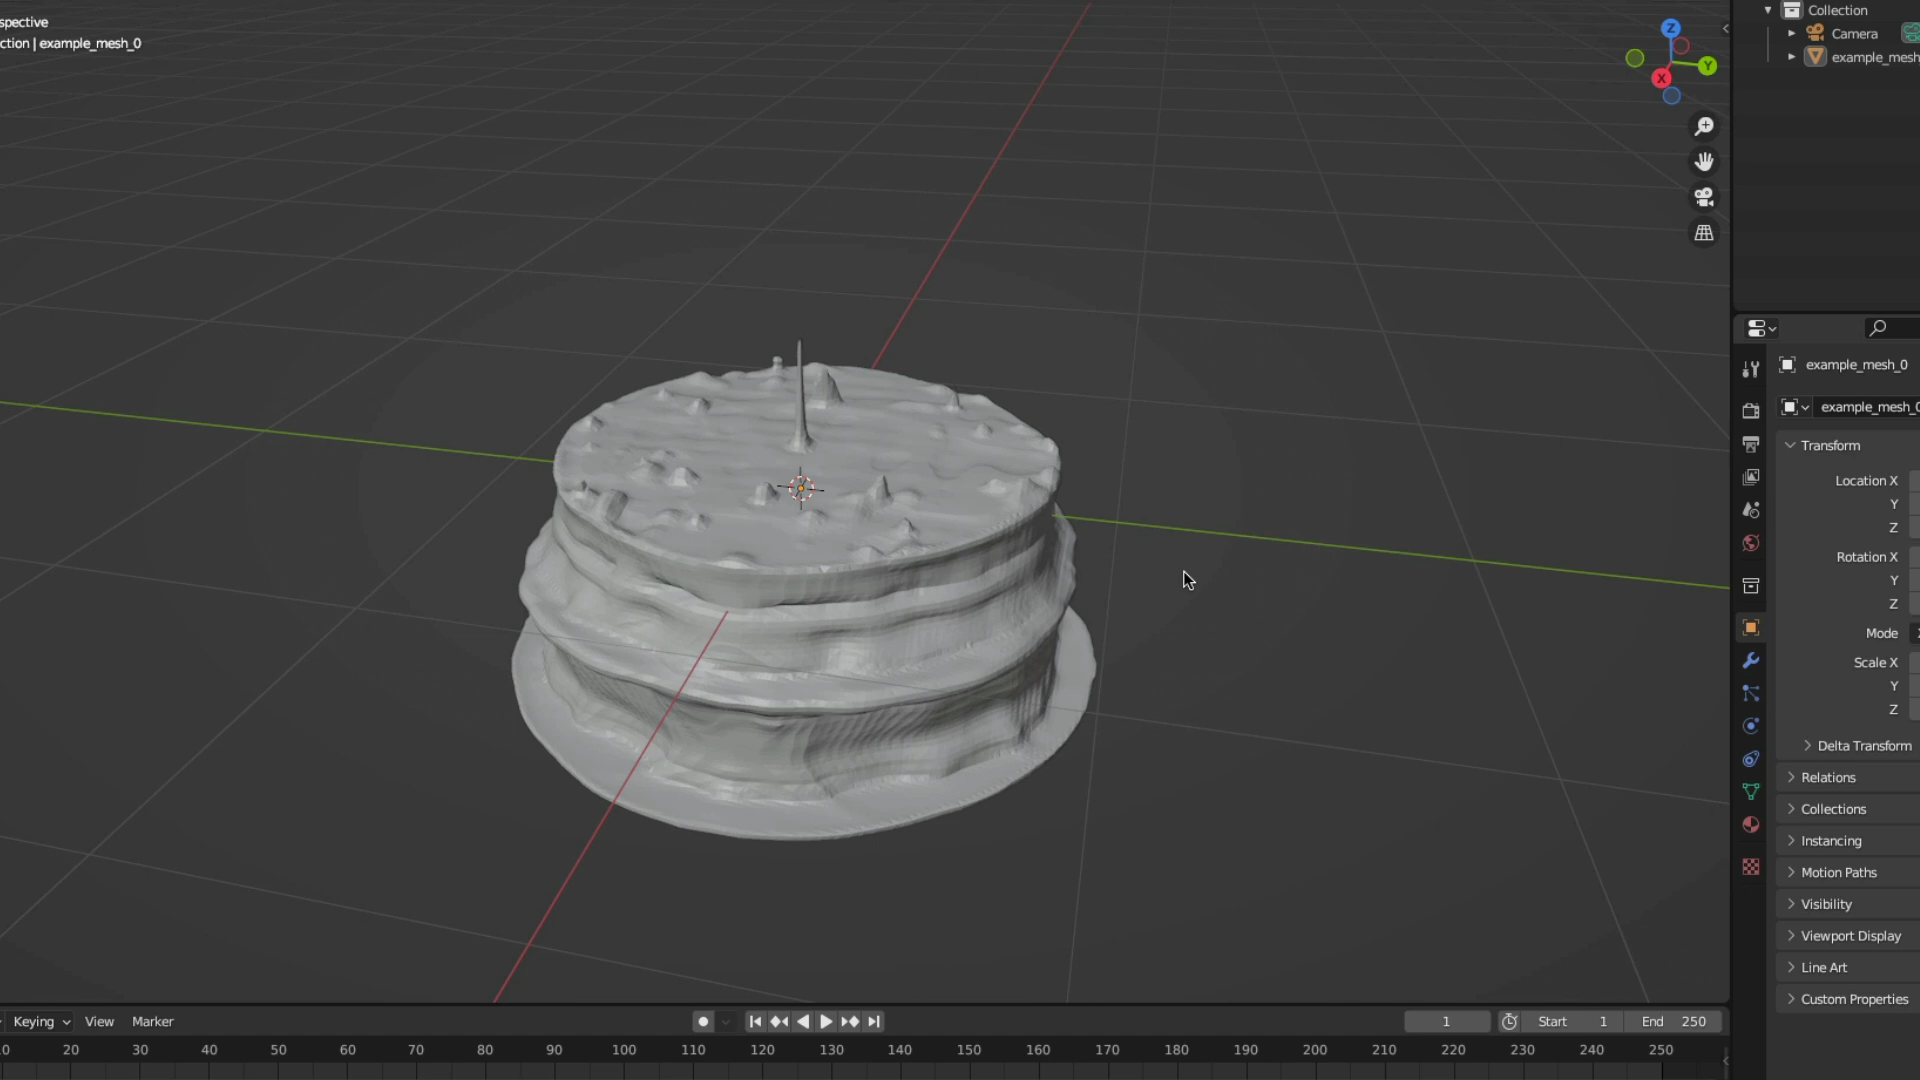 spective
ction | example_mesh_0
Z
Y
X
Collection
Camera
example_mesh
example_mesh_0
example_mesh_0
Transform
Location X
Y
Z
Rotation X
Y
Z
Mode
Scale X
Y
Z
Delta Transform
Relations
Collections
Instancing
Motion Paths
Visibility
Viewport Display
Line Art
Custom Properties
Keying View Marker
1 Start 1 End 250
0 20 30 40 50 60 70 80 90 100 110 120 130 140 150 160 170 180 190 200 210 220 230 240 250